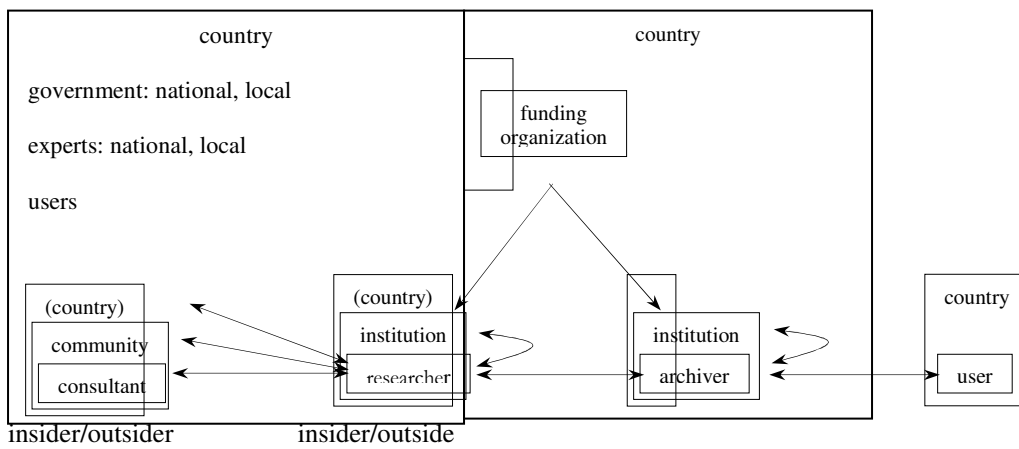 country
government: national, local
experts: national, local
users
country
funding
organization
(country)
community
consultant
(country)
institution
researcher
institution
archiver
country
user
insider/outsider
insider/outside